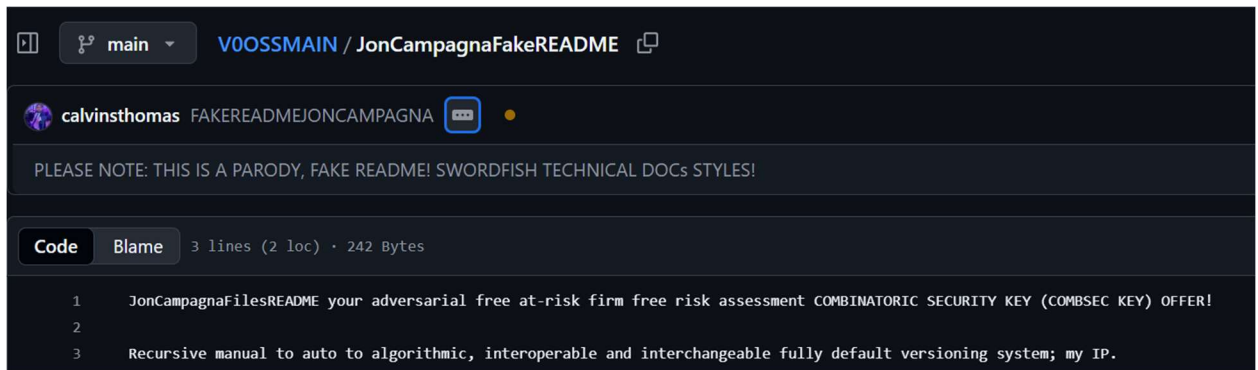 main V0OSSMAIN / JonCampagnaFakeREADME
calvinsthomas FAKEREADMEJONCAMPAGNA
PLEASE NOTE: THIS IS A PARODY, FAKE README! SWORDFISH TECHNICAL DOCs STYLES!
Code Blame 3 lines (2 loc) · 242 Bytes
1 JonCampagnaFilesREADME your adversarial free at-risk firm free risk assessment COMBINATORIC SECURITY KEY (COMBSEC KEY) OFFER!
2
3 Recursive manual to auto to algorithmic, interoperable and interchangeable fully default versioning system; my IP.